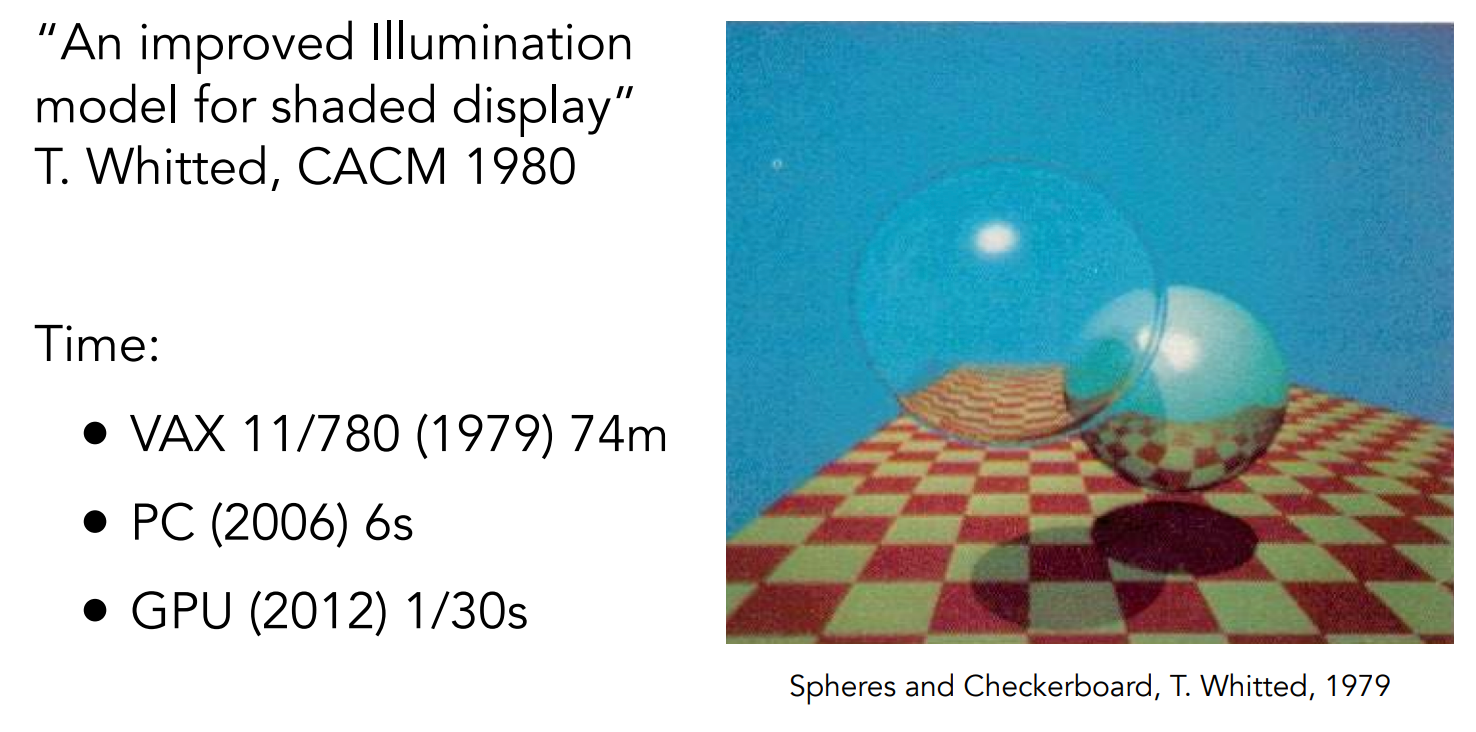 “An improved Illumination
model for shaded display”
T. Whitted, CACM 1980
Time:
• VAX 11/780 (1979) 74m
• PC (2006) 6s
• GPU (2012) 1/30s
Spheres and Checkerboard, T. Whitted, 1979